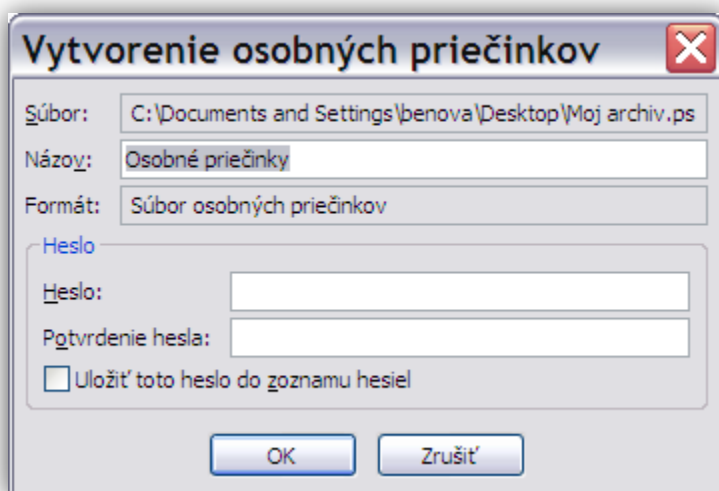 Vytvorenie osobných priečinkov
Súbor: C:\Documents and Settings\benova\Desktop\Moj archiv.ps
Názov: Osobné priečinky
Formát: Súbor osobných priečinkov
Heslo
Heslo:
Potvrdenie hesla:
Uložiť toto heslo do zoznamu hesiel
OK Zrušiť